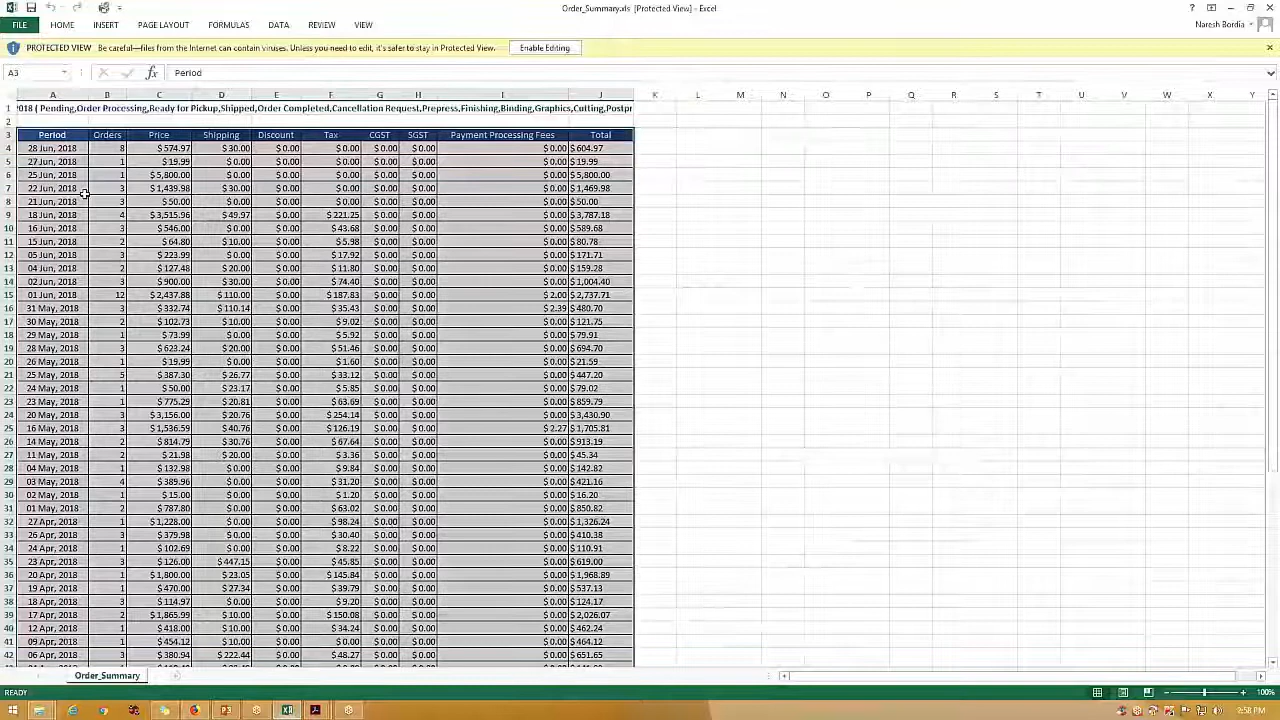 Order_Summary.xls [Protected View] - Excel
FILE HOME INSERT PAGE LAYOUT FORMULAS DATA REVIEW VIEW Naresh Bordia
PROTECTED VIEW Be careful—files from the Internet can contain viruses. Unless you need to edit, it's safer to stay in Protected View. Enable Editing
A3 fx Period
A B C D E F G H I J K L M N O P Q R S T U V W X Y
1 2018 ( Pending,Order Processing,Ready for Pickup,Shipped,Order Completed,Cancellation Request,Prepress,Finishing,Binding,Graphics,Cutting,Postpr
2
3 Period Orders Price Shipping Discount Tax CGST SGST Payment Processing Fees Total
4 28 Jun, 2018 8 $ 574.97 $ 30.00 $ 0.00 $ 0.00 $ 0.00 $ 0.00 $ 0.00 $ 604.97
5 27 Jun, 2018 1 $ 19.99 $ 0.00 $ 0.00 $ 0.00 $ 0.00 $ 0.00 $ 0.00 $ 19.99
6 25 Jun, 2018 1 $ 5,800.00 $ 0.00 $ 0.00 $ 0.00 $ 0.00 $ 0.00 $ 0.00 $ 5,800.00
7 22 Jun, 2018 3 $ 1,439.98 $ 30.00 $ 0.00 $ 0.00 $ 0.00 $ 0.00 $ 0.00 $ 1,469.98
8 21 Jun, 2018 3 $ 50.00 $ 0.00 $ 0.00 $ 0.00 $ 0.00 $ 0.00 $ 0.00 $ 50.00
9 18 Jun, 2018 4 $ 3,515.96 $ 49.97 $ 0.00 $ 221.25 $ 0.00 $ 0.00 $ 0.00 $ 3,787.18
10 16 Jun, 2018 3 $ 546.00 $ 0.00 $ 0.00 $ 43.68 $ 0.00 $ 0.00 $ 0.00 $ 589.68
11 15 Jun, 2018 2 $ 64.80 $ 10.00 $ 0.00 $ 5.98 $ 0.00 $ 0.00 $ 0.00 $ 80.78
12 05 Jun, 2018 3 $ 223.99 $ 0.00 $ 0.00 $ 17.92 $ 0.00 $ 0.00 $ 0.00 $ 171.71
13 04 Jun, 2018 2 $ 127.48 $ 20.00 $ 0.00 $ 11.80 $ 0.00 $ 0.00 $ 0.00 $ 159.28
14 02 Jun, 2018 3 $ 900.00 $ 30.00 $ 0.00 $ 74.40 $ 0.00 $ 0.00 $ 0.00 $ 1,004.40
15 01 Jun, 2018 12 $ 2,437.88 $ 110.00 $ 0.00 $ 187.83 $ 0.00 $ 0.00 $ 2.00 $ 2,737.71
16 31 May, 2018 3 $ 332.74 $ 110.14 $ 0.00 $ 35.43 $ 0.00 $ 0.00 $ 2.39 $ 480.70
17 30 May, 2018 2 $ 102.73 $ 10.00 $ 0.00 $ 9.02 $ 0.00 $ 0.00 $ 0.00 $ 121.75
18 29 May, 2018 1 $ 73.99 $ 0.00 $ 0.00 $ 5.92 $ 0.00 $ 0.00 $ 0.00 $ 79.91
19 28 May, 2018 3 $ 623.24 $ 20.00 $ 0.00 $ 51.46 $ 0.00 $ 0.00 $ 0.00 $ 694.70
20 26 May, 2018 1 $ 19.99 $ 0.00 $ 0.00 $ 1.60 $ 0.00 $ 0.00 $ 0.00 $ 21.59
21 25 May, 2018 5 $ 387.30 $ 26.77 $ 0.00 $ 33.12 $ 0.00 $ 0.00 $ 0.00 $ 447.20
22 24 May, 2018 1 $ 50.00 $ 23.17 $ 0.00 $ 5.85 $ 0.00 $ 0.00 $ 0.00 $ 79.02
23 23 May, 2018 1 $ 775.29 $ 20.81 $ 0.00 $ 63.69 $ 0.00 $ 0.00 $ 0.00 $ 859.79
24 20 May, 2018 3 $ 3,156.00 $ 20.76 $ 0.00 $ 254.14 $ 0.00 $ 0.00 $ 0.00 $ 3,430.90
25 16 May, 2018 3 $ 1,536.59 $ 40.76 $ 0.00 $ 126.19 $ 0.00 $ 0.00 $ 2.27 $ 1,705.81
26 14 May, 2018 2 $ 814.79 $ 30.76 $ 0.00 $ 67.64 $ 0.00 $ 0.00 $ 0.00 $ 913.19
27 11 May, 2018 2 $ 21.98 $ 20.00 $ 0.00 $ 3.36 $ 0.00 $ 0.00 $ 0.00 $ 45.34
28 04 May, 2018 1 $ 132.98 $ 0.00 $ 0.00 $ 9.84 $ 0.00 $ 0.00 $ 0.00 $ 142.82
29 03 May, 2018 4 $ 389.96 $ 0.00 $ 0.00 $ 31.20 $ 0.00 $ 0.00 $ 0.00 $ 421.16
30 02 May, 2018 1 $ 15.00 $ 0.00 $ 0.00 $ 1.20 $ 0.00 $ 0.00 $ 0.00 $ 16.20
31 01 May, 2018 2 $ 787.80 $ 0.00 $ 0.00 $ 63.02 $ 0.00 $ 0.00 $ 0.00 $ 850.82
32 27 Apr, 2018 1 $ 1,228.00 $ 0.00 $ 0.00 $ 98.24 $ 0.00 $ 0.00 $ 0.00 $ 1,326.24
33 26 Apr, 2018 3 $ 379.98 $ 0.00 $ 0.00 $ 30.40 $ 0.00 $ 0.00 $ 0.00 $ 410.38
34 24 Apr, 2018 1 $ 102.69 $ 0.00 $ 0.00 $ 8.22 $ 0.00 $ 0.00 $ 0.00 $ 110.91
35 23 Apr, 2018 3 $ 126.00 $ 447.15 $ 0.00 $ 45.85 $ 0.00 $ 0.00 $ 0.00 $ 619.00
36 20 Apr, 2018 1 $ 1,800.00 $ 23.05 $ 0.00 $ 145.84 $ 0.00 $ 0.00 $ 0.00 $ 1,968.89
37 19 Apr, 2018 1 $ 470.00 $ 27.34 $ 0.00 $ 39.79 $ 0.00 $ 0.00 $ 0.00 $ 537.13
38 18 Apr, 2018 3 $ 114.97 $ 0.00 $ 0.00 $ 9.20 $ 0.00 $ 0.00 $ 0.00 $ 124.17
39 17 Apr, 2018 2 $ 1,865.99 $ 10.00 $ 0.00 $ 150.08 $ 0.00 $ 0.00 $ 0.00 $ 2,026.07
40 12 Apr, 2018 1 $ 418.00 $ 10.00 $ 0.00 $ 34.24 $ 0.00 $ 0.00 $ 0.00 $ 462.24
41 09 Apr, 2018 1 $ 454.12 $ 10.00 $ 0.00 $ 0.00 $ 0.00 $ 0.00 $ 0.00 $ 464.12
42 06 Apr, 2018 3 $ 380.94 $ 222.44 $ 0.00 $ 48.27 $ 0.00 $ 0.00 $ 0.00 $ 651.65
Order_Summary
READY 100%